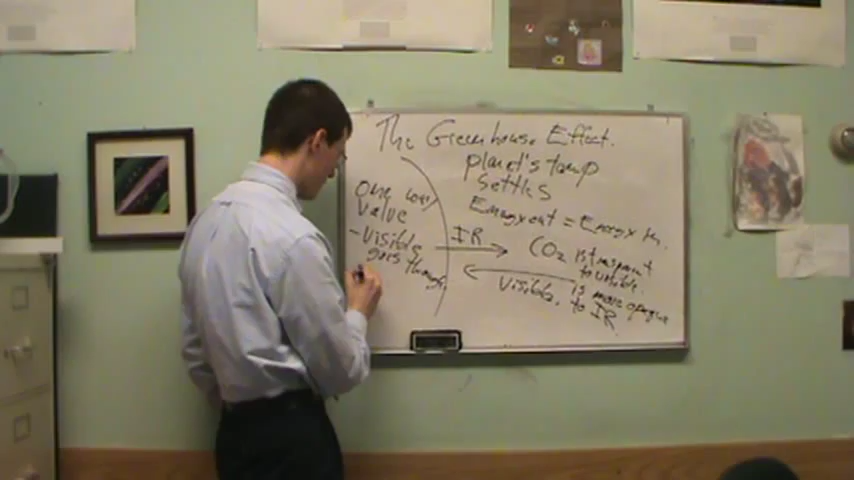 The Greenhouse Effect.
planet's temp
settles
Energy out = Energy in.
one way
value
- Visible
goes through
IR
CO2 is transparent
to visible.
is more opaque
to IR
Visible